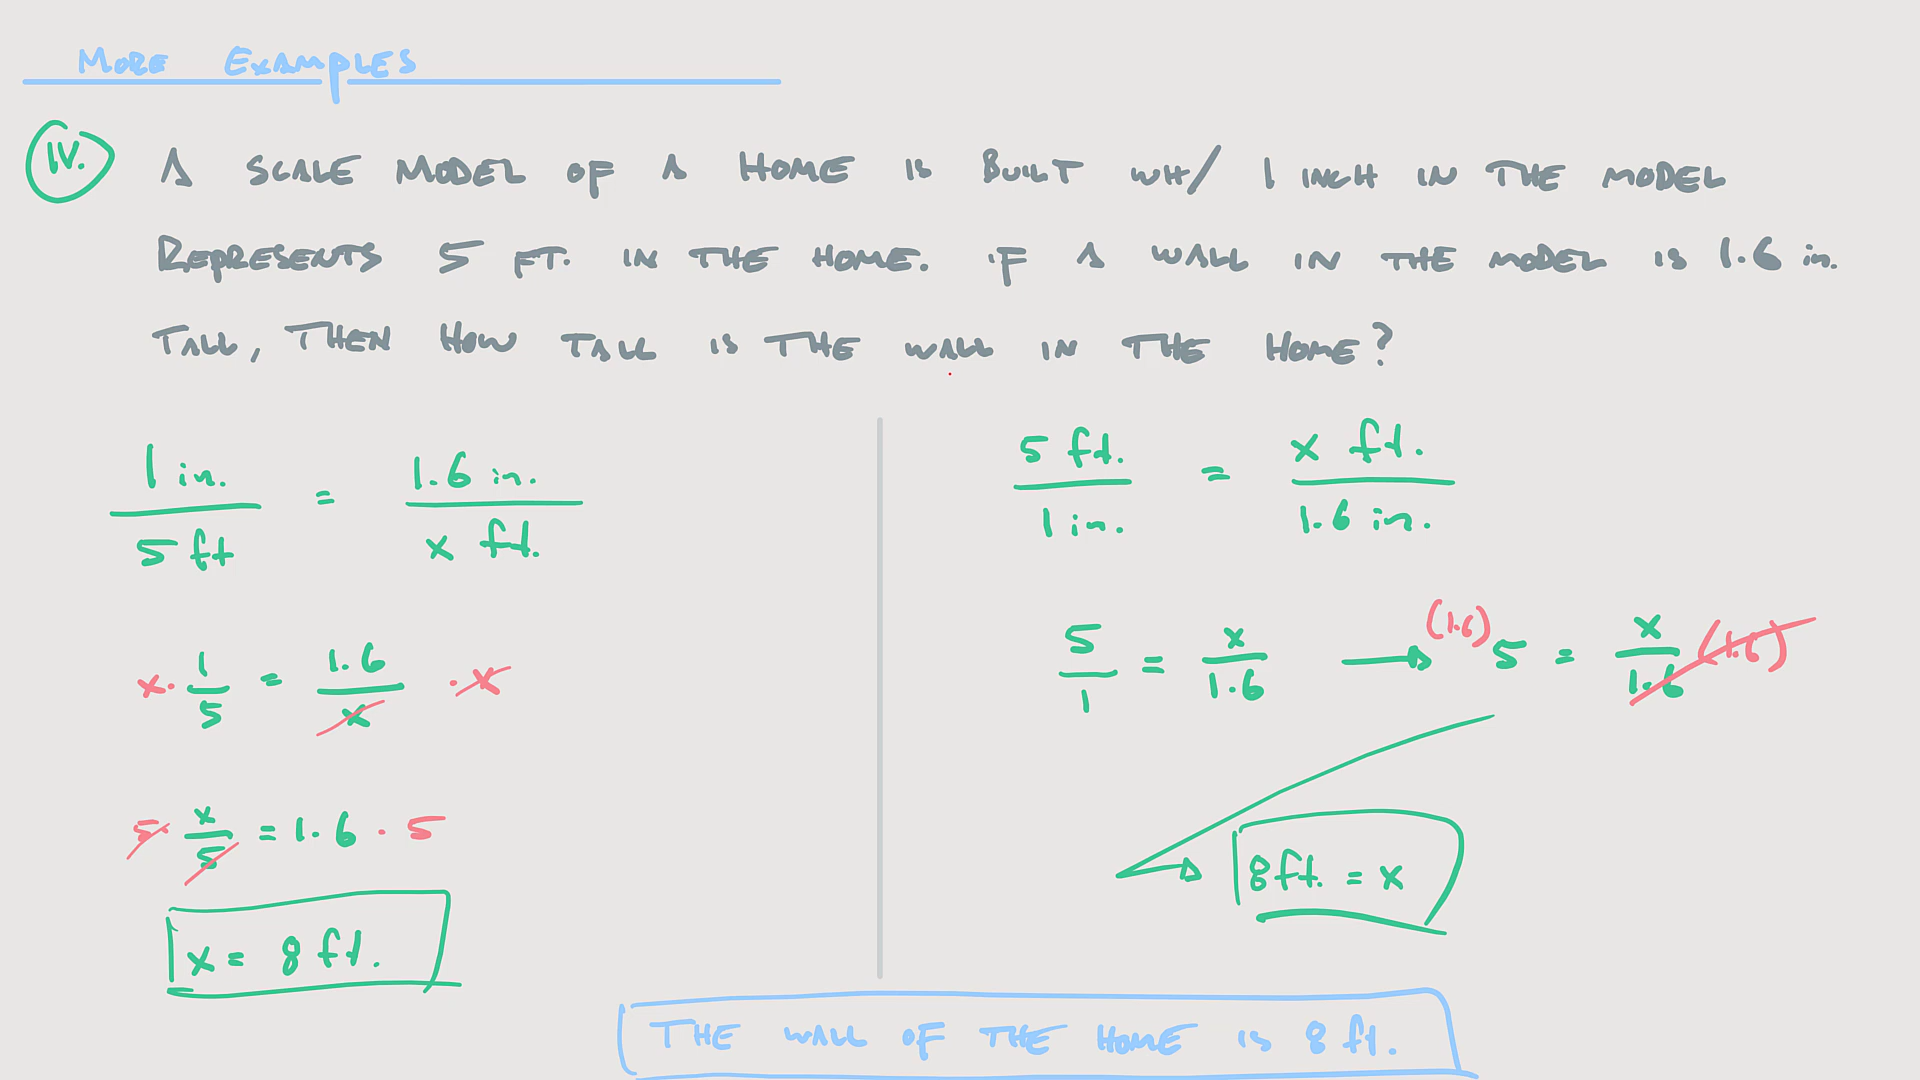 MORE EXAMPLES
IV. A SCALE MODEL OF A HOME IS BUILT WH/ 1 INCH IN THE MODEL
REPRESENTS 5 FT. IN THE HOME. IF A WALL IN THE MODEL IS 1.6 in.
TALL, THEN HOW TALL IS THE WALL IN THE HOME?
1 in. / 5 ft = 1.6 in. / x ft.
x · 1/5 = 1.6/x · x
5 · x/5 = 1.6 · 5
x = 8 ft.
5 ft. / 1 in. = x ft. / 1.6 in.
5/1 = x/1.6 → (1.6) 5 = x/1.6 (1.6)
8 ft. = x
THE WALL OF THE HOME IS 8 ft.